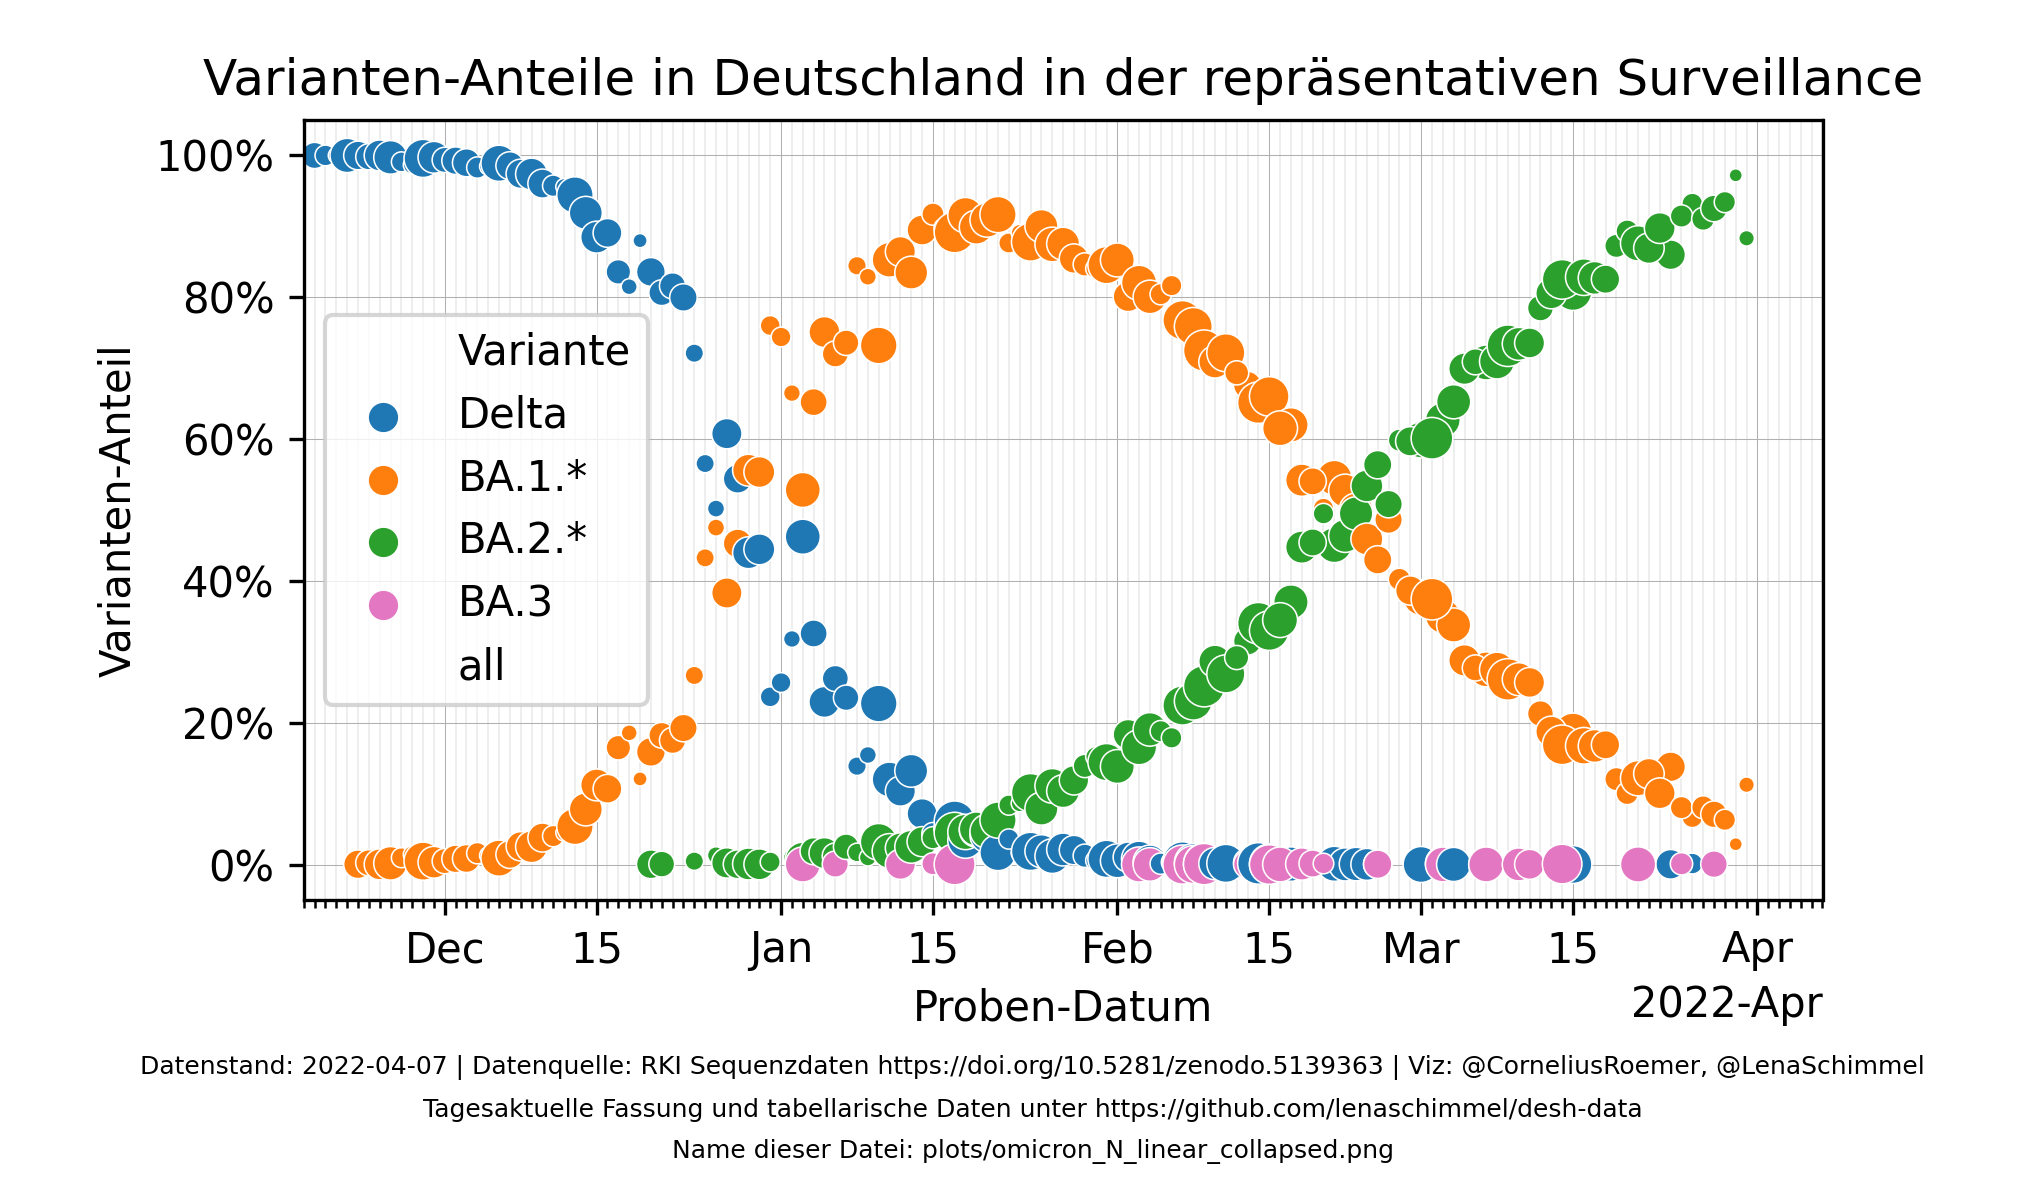 Varianten-Anteile in Deutschland in der repräsentativen Surveillance
Varianten-Anteil
100%
80%
60%
40%
20%
0%
Variante
Delta
BA.1.*
BA.2.*
BA.3
all
Dec 15 Jan 15 Feb 15 Mar 15 Apr
Proben-Datum
2022-Apr
Datenstand: 2022-04-07 | Datenquelle: RKI Sequenzdaten https://doi.org/10.5281/zenodo.5139363 | Viz: @CorneliusRoemer, @LenaSchimmel
Tagesaktuelle Fassung und tabellarische Daten unter https://github.com/lenaschimmel/desh-data
Name dieser Datei: plots/omicron_N_linear_collapsed.png